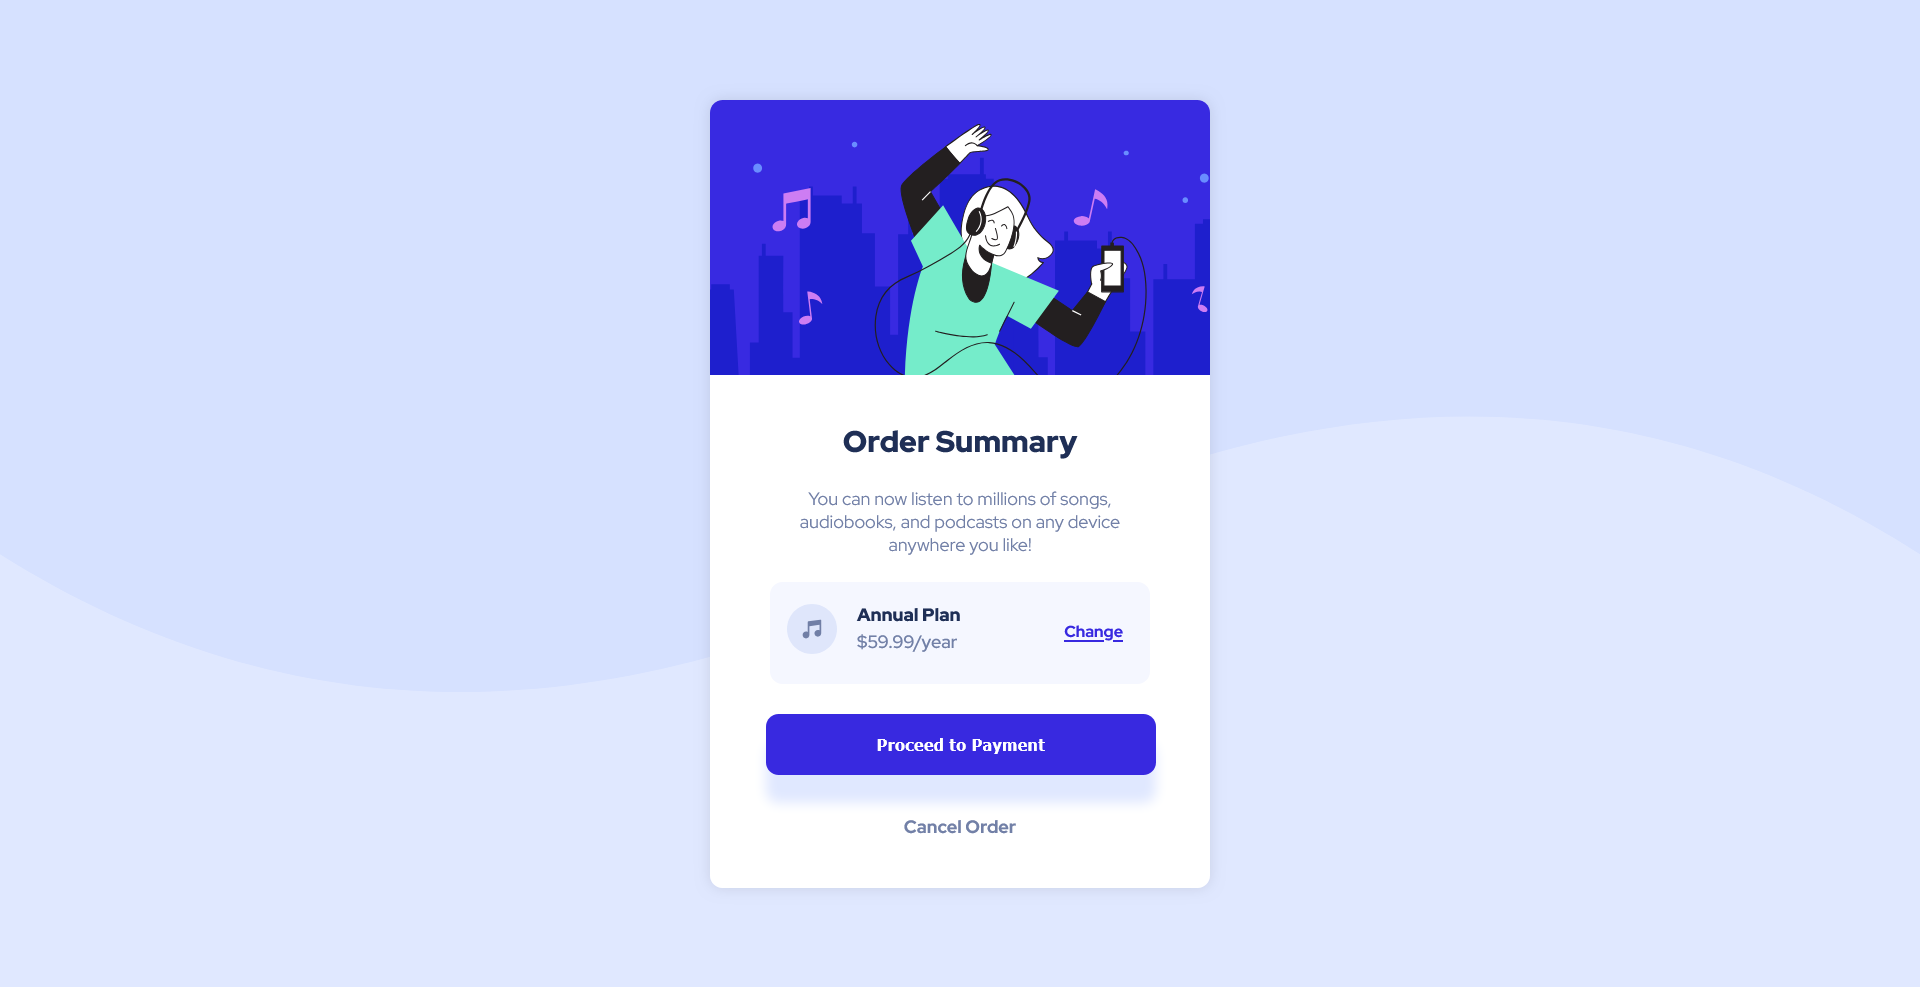 Order Summary
You can now listen to millions of songs,
audiobooks, and podcasts on any device
anywhere you like!
Annual Plan
$59.99/year
Change
Proceed to Payment
Cancel Order